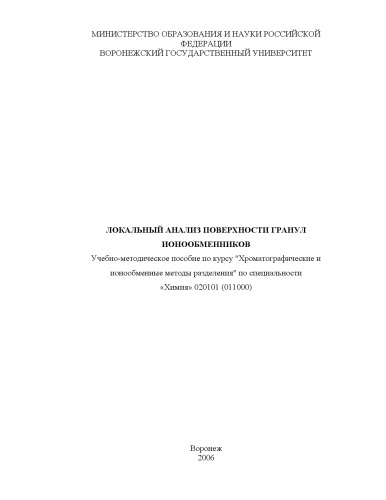 МИНИСТЕРСТВО ОБРАЗОВАНИЯ И НАУКИ РОССИЙСКОЙ
ФЕДЕРАЦИИ
ВОРОНЕЖСКИЙ ГОСУДАРСТВЕННЫЙ УНИВЕРСИТЕТ
ЛОКАЛЬНЫЙ АНАЛИЗ ПОВЕРХНОСТИ ГРАНУЛ
ИОНООБМЕННИКОВ
Учебно-методическое пособие по курсу "Хроматографические и
ионообменные методы разделения" по специальности
«Химия» 020101 (011000)
Воронеж
2006